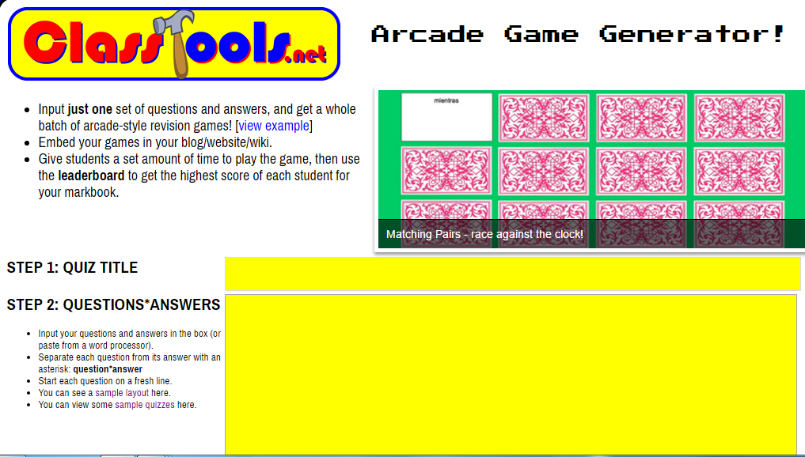 ClassTools.net
Arcade Game Generator!
Input just one set of questions and answers, and get a whole
batch of arcade-style revision games! [view example]
Embed your games in your blog/website/wiki.
Give students a set amount of time to play the game, then use
the leaderboard to get the highest score of each student for
your markbook.
mientras
Matching Pairs - race against the clock!
STEP 1: QUIZ TITLE
STEP 2: QUESTIONS*ANSWERS
Input your questions and answers in the box (or
paste from a word processor).
Separate each question from its answer with an
asterisk: question*answer
Start each question on a fresh line.
You can see a sample layout here.
You can view some sample quizzes here.